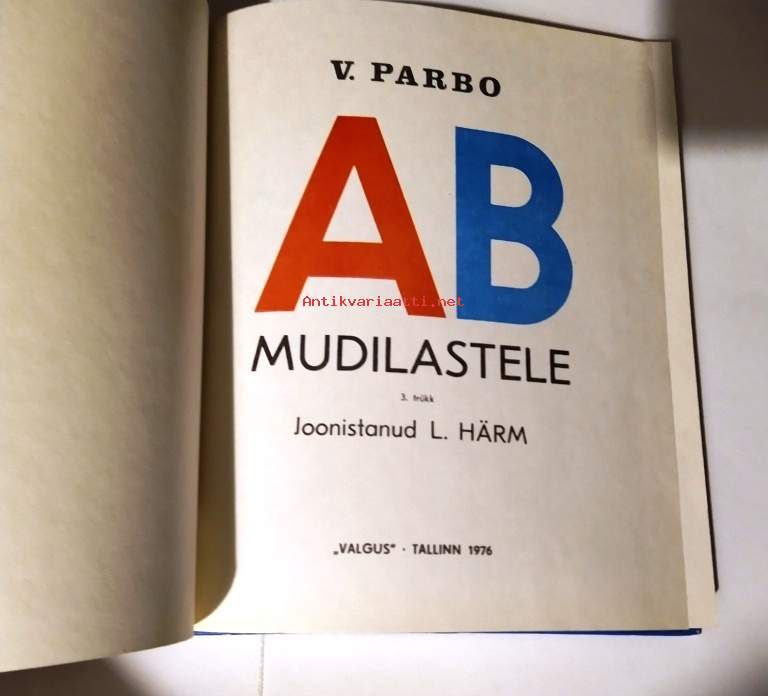 V. PARBO
AB
Antikvariaatti.net
MUDILASTELE
3. trükk
Joonistanud L. HÄRM
„VALGUS“ · TALLINN 1976